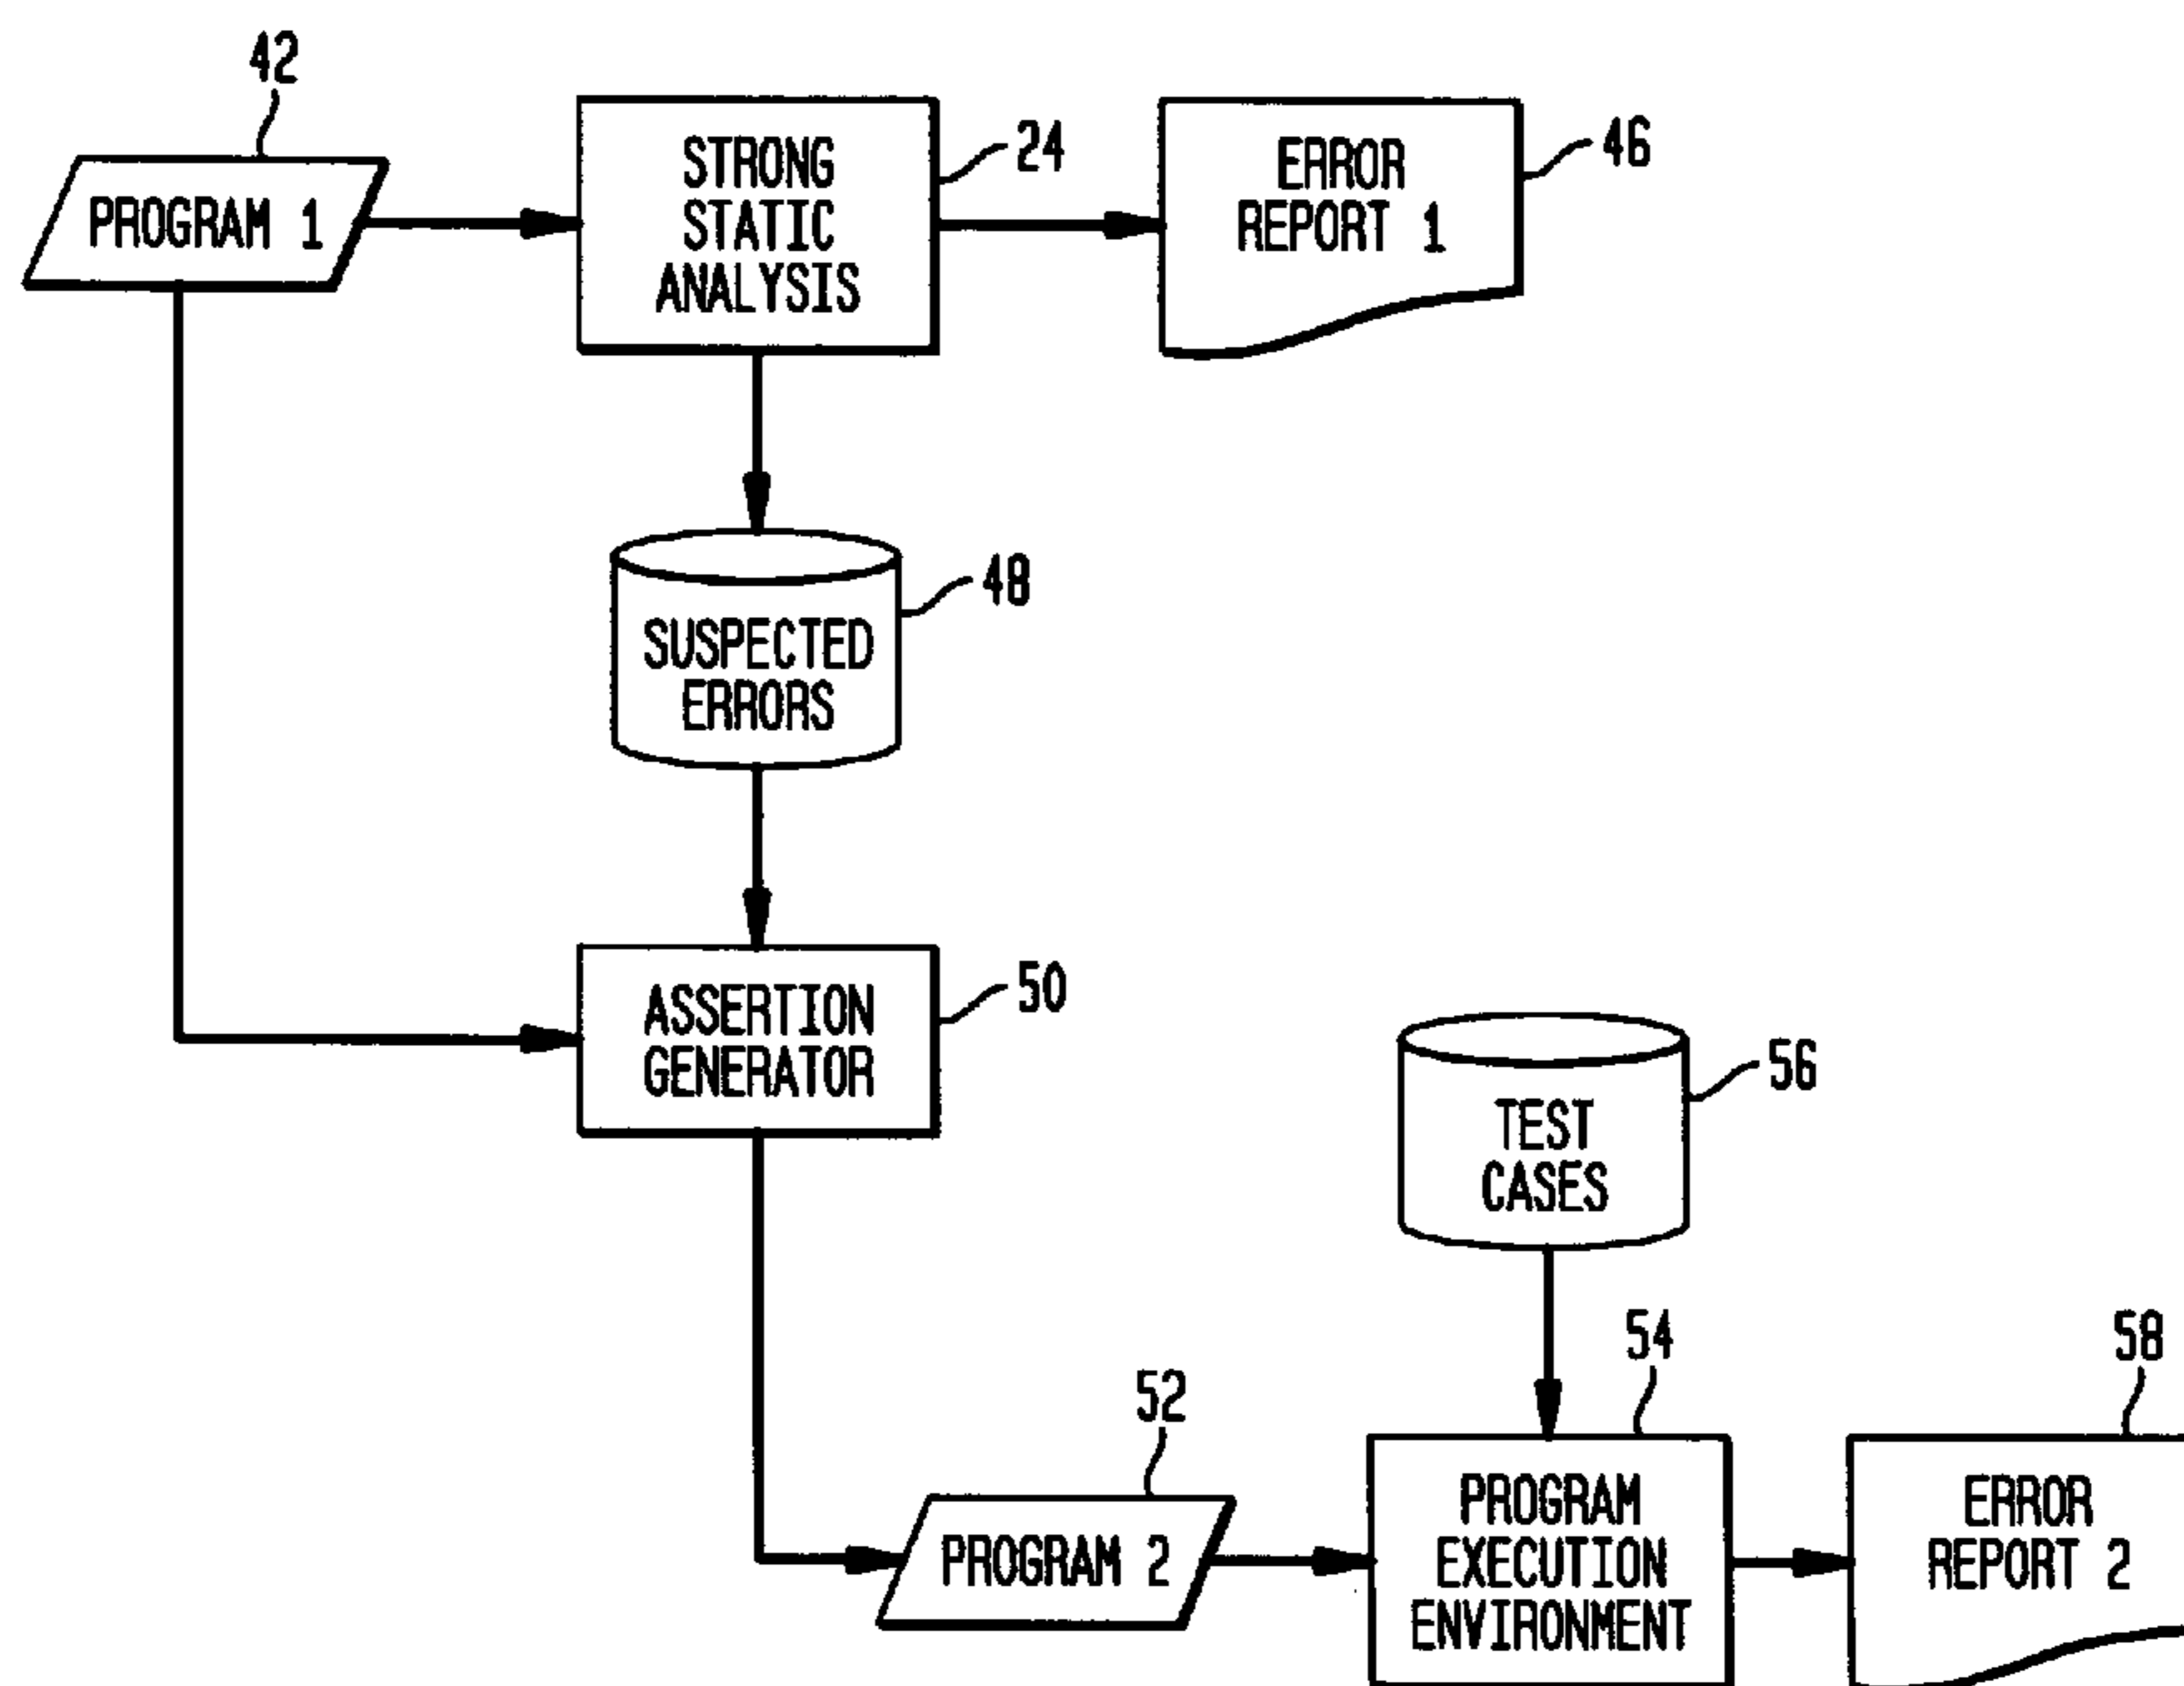 42
PROGRAM 1
STRONG
STATIC
ANALYSIS
24
ERROR
REPORT 1
46
SUSPECTED
ERRORS
48
ASSERTION
GENERATOR
50
TEST
CASES
56
52
PROGRAM 2
54
PROGRAM
EXECUTION
ENVIRONMENT
58
ERROR
REPORT 2